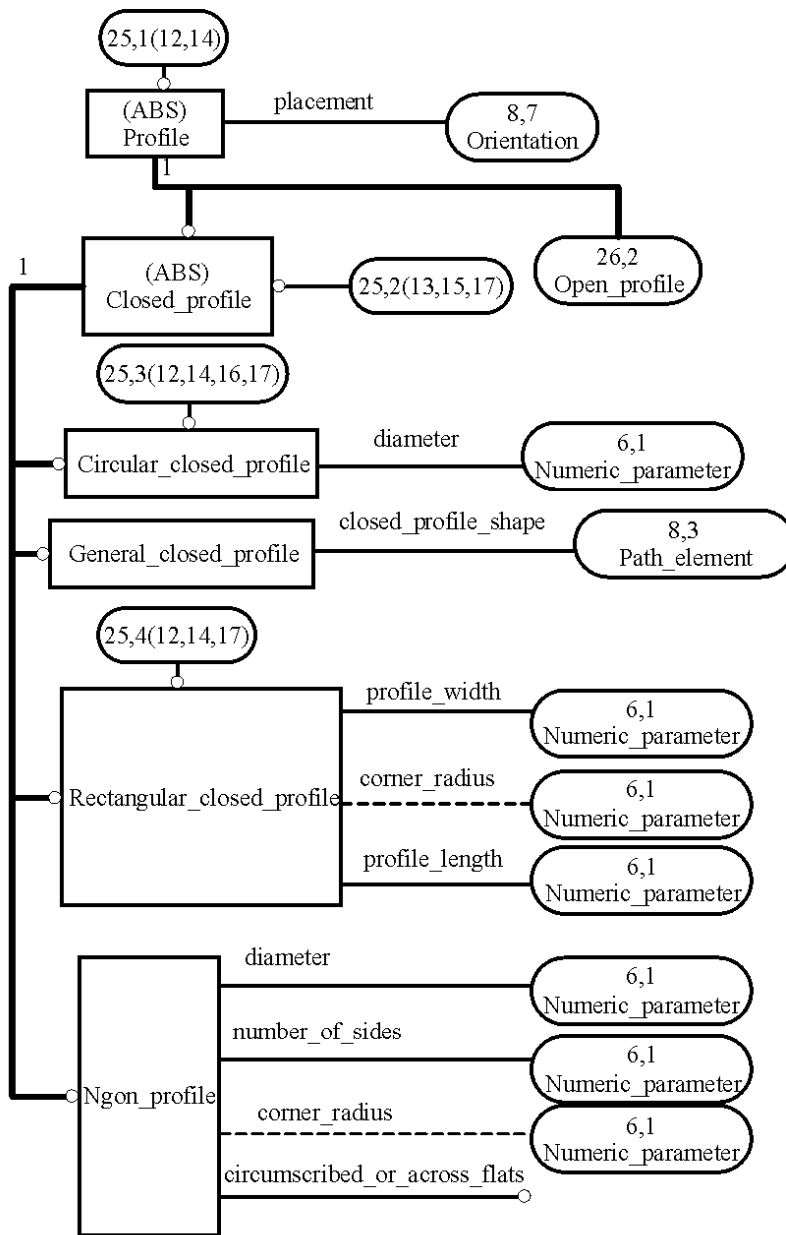 25,1(12,14)
(ABS)
Profile
placement
8,7
Orientation
1
1
(ABS)
Closed_profile
25,2(13,15,17)
26,2
Open_profile
25,3(12,14,16,17)
Circular_closed_profile
diameter
6,1
Numeric_parameter
General_closed_profile
closed_profile_shape
8,3
Path_element
25,4(12,14,17)
Rectangular_closed_profile
profile_width
6,1
Numeric_parameter
corner_radius
6,1
Numeric_parameter
profile_length
6,1
Numeric_parameter
Ngon_profile
diameter
6,1
Numeric_parameter
number_of_sides
6,1
Numeric_parameter
corner_radius
6,1
Numeric_parameter
circumscribed_or_across_flats